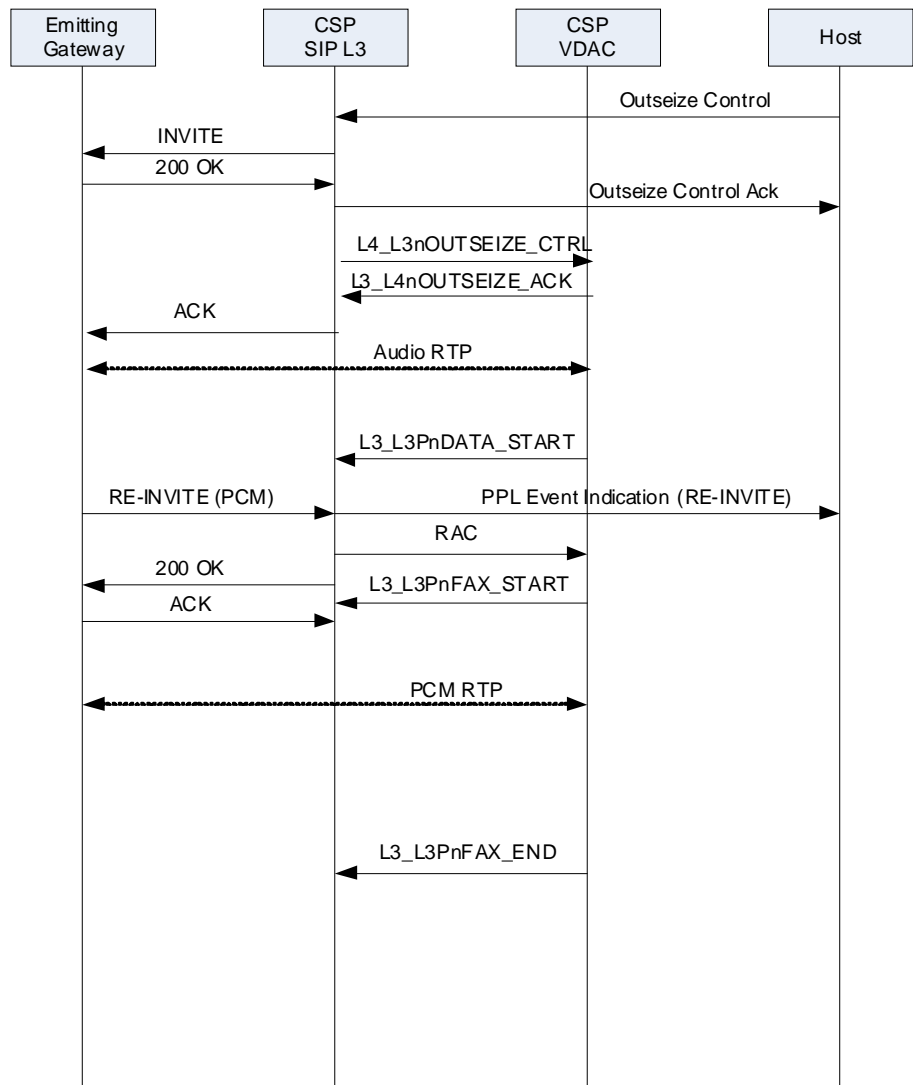 Emitting
Gateway
CSP
SIP L3
CSP
VDAC
Host
Outseize Control
INVITE
200 OK
Outseize Control Ack
L4_L3nOUTSEIZE_CTRL
L3_L4nOUTSEIZE_ACK
ACK
Audio RTP
L3_L3PnDATA_START
RE-INVITE (PCM)
PPL Event Indication (RE-INVITE)
RAC
200 OK
L3_L3PnFAX_START
ACK
PCM RTP
L3_L3PnFAX_END